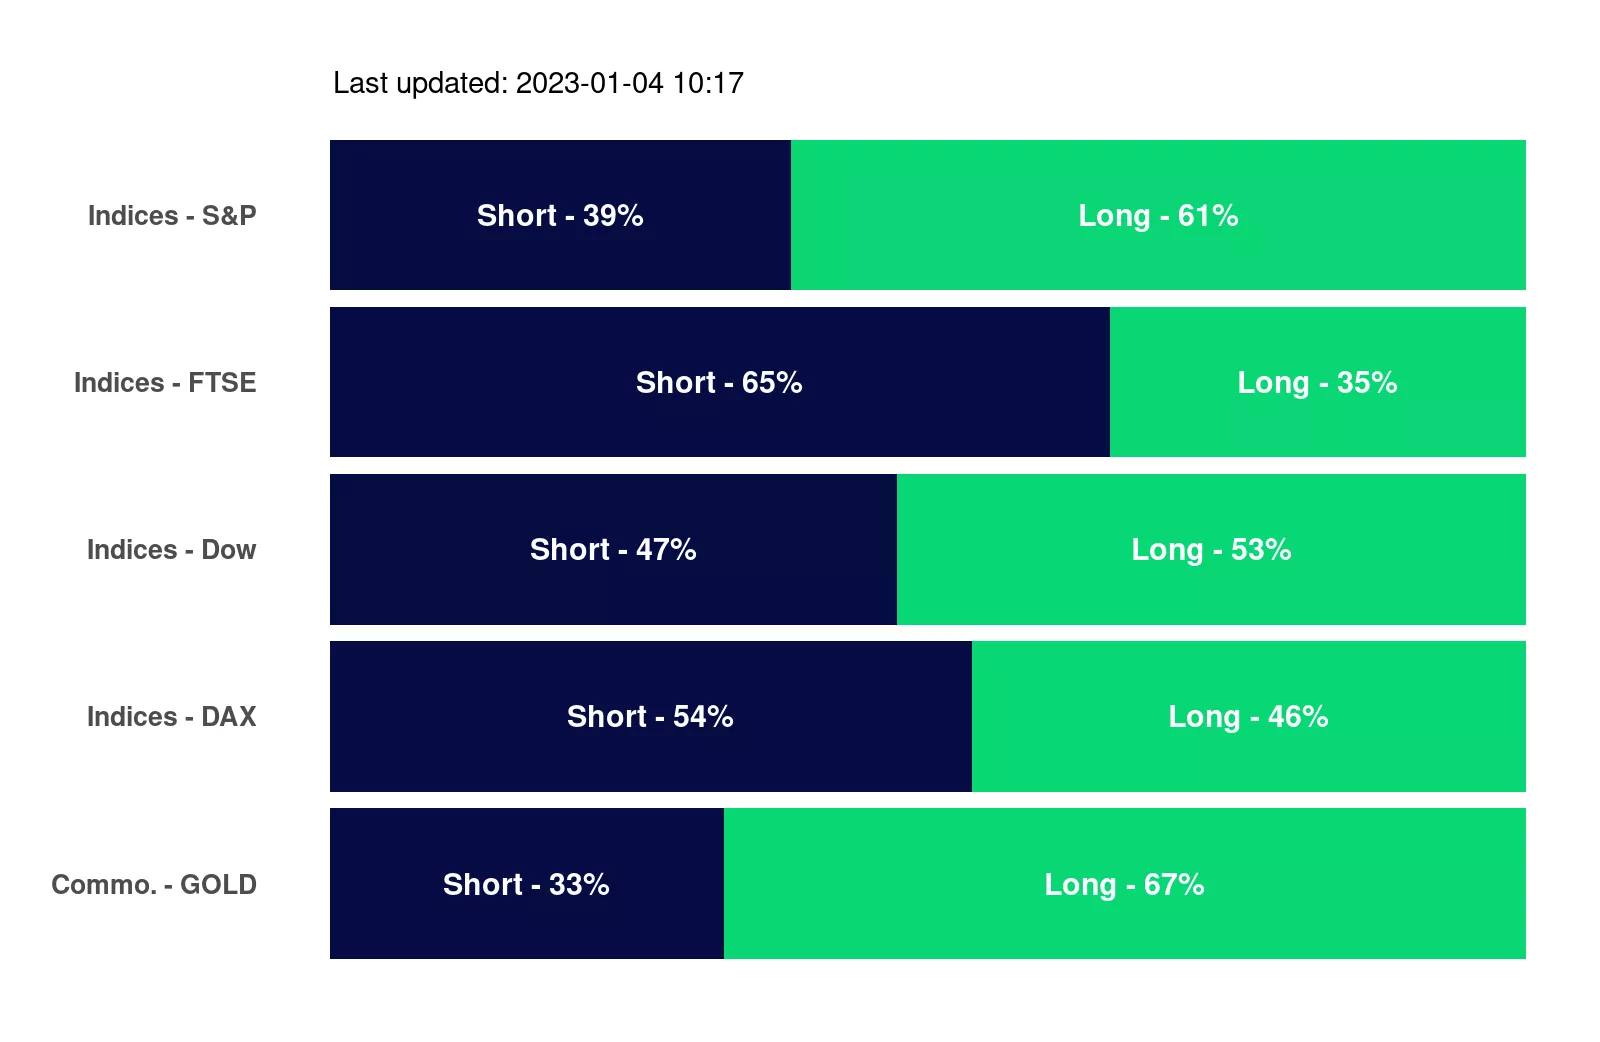 Last updated: 2023-01-04 10:17
Indices - S&P Short - 39% Long - 61%
Indices - FTSE Short - 65% Long - 35%
Indices - Dow Short - 47% Long - 53%
Indices - DAX Short - 54% Long - 46%
Commo. - GOLD Short - 33% Long - 67%